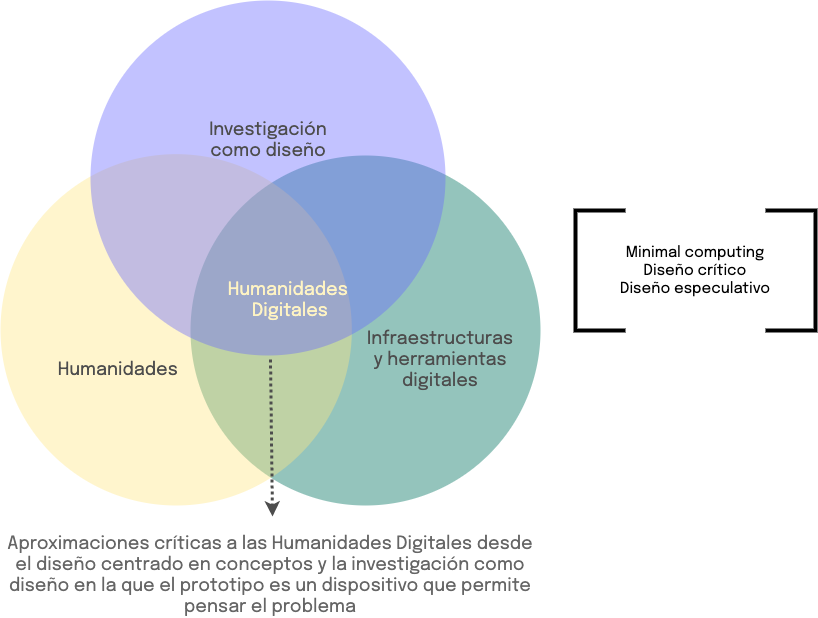 Investigación
como diseño
Humanidades
Digitales
Infraestructuras
y herramientas
digitales
Humanidades
Minimal computing
Diseño crítico
Diseño especulativo
Aproximaciones críticas a las Humanidades Digitales desde
el diseño centrado en conceptos y la investigación como
diseño en la que el prototipo es un dispositivo que permite
pensar el problema